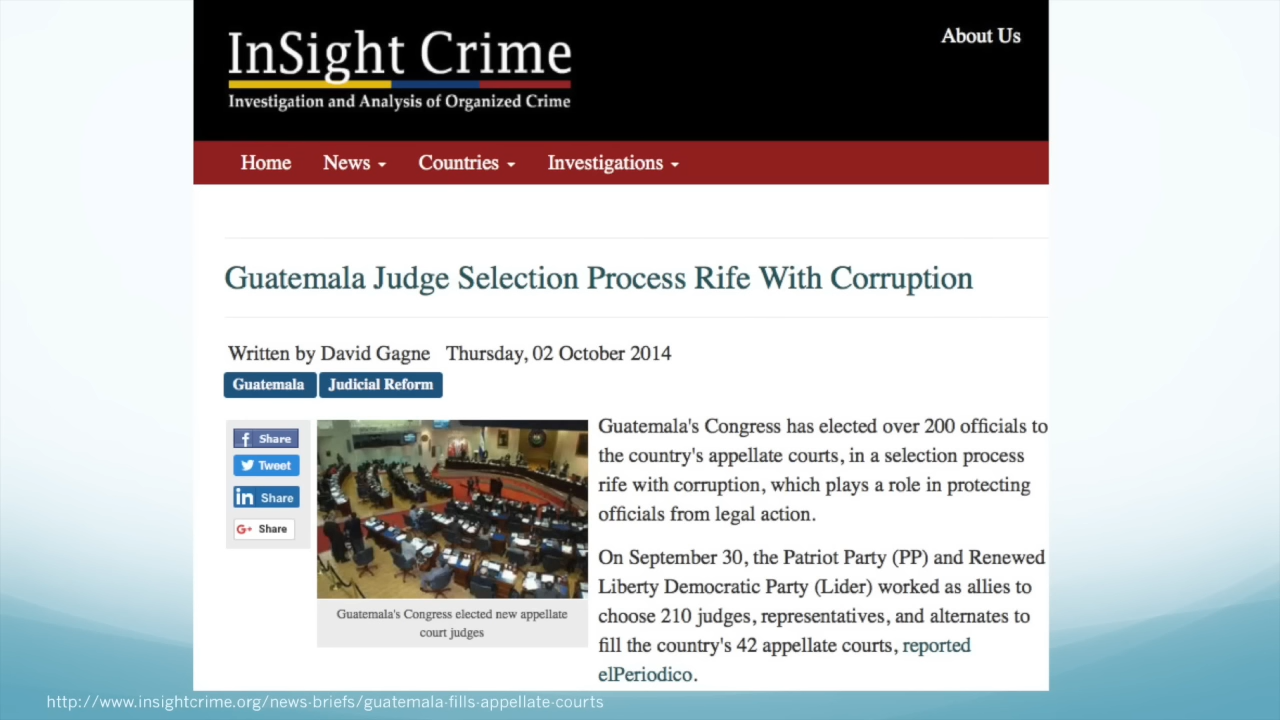 InSight Crime
About Us
Investigation and Analysis of Organized Crime
Home News Countries Investigations
Guatemala Judge Selection Process Rife With Corruption
Written by David Gagne Thursday, 02 October 2014
Guatemala Judicial Reform
Share
Tweet
Share
Share
Guatemala's Congress elected new appellate
court judges
Guatemala's Congress has elected over 200 officials to
the country's appellate courts, in a selection process
rife with corruption, which plays a role in protecting
officials from legal action.
On September 30, the Patriot Party (PP) and Renewed
Liberty Democratic Party (Lider) worked as allies to
choose 210 judges, representatives, and alternates to
fill the country's 42 appellate courts, reported
elPeriodico.
http://www.insightcrime.org/news-briefs/guatemala-fills-appellate-courts